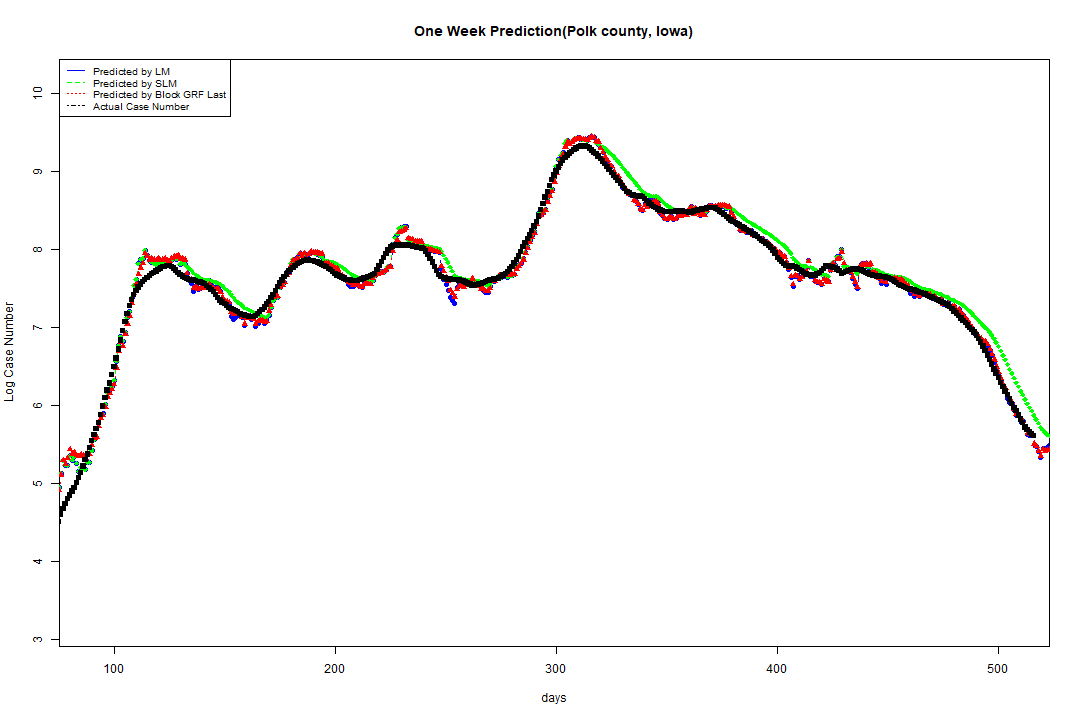 One Week Prediction(Polk county, Iowa)
Predicted by LM
Predicted by SLM
Predicted by Block GRF Last
Actual Case Number
10
9
8
7
6
5
4
3
Log Case Number
100 200 300 400 500
days